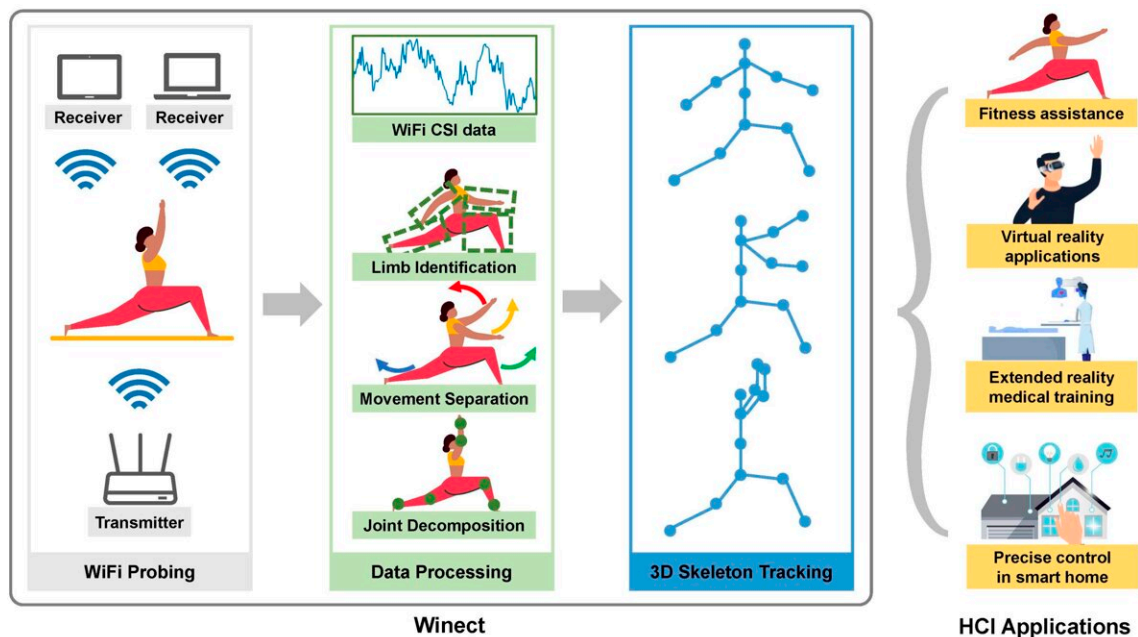 Receiver
Receiver
Transmitter
WiFi Probing
WiFi CSI data
Limb Identification
Movement Separation
Joint Decomposition
Data Processing
3D Skeleton Tracking
Winect
Fitness assistance
Virtual reality
applications
Extended reality
medical training
Precise control
in smart home
HCI Applications